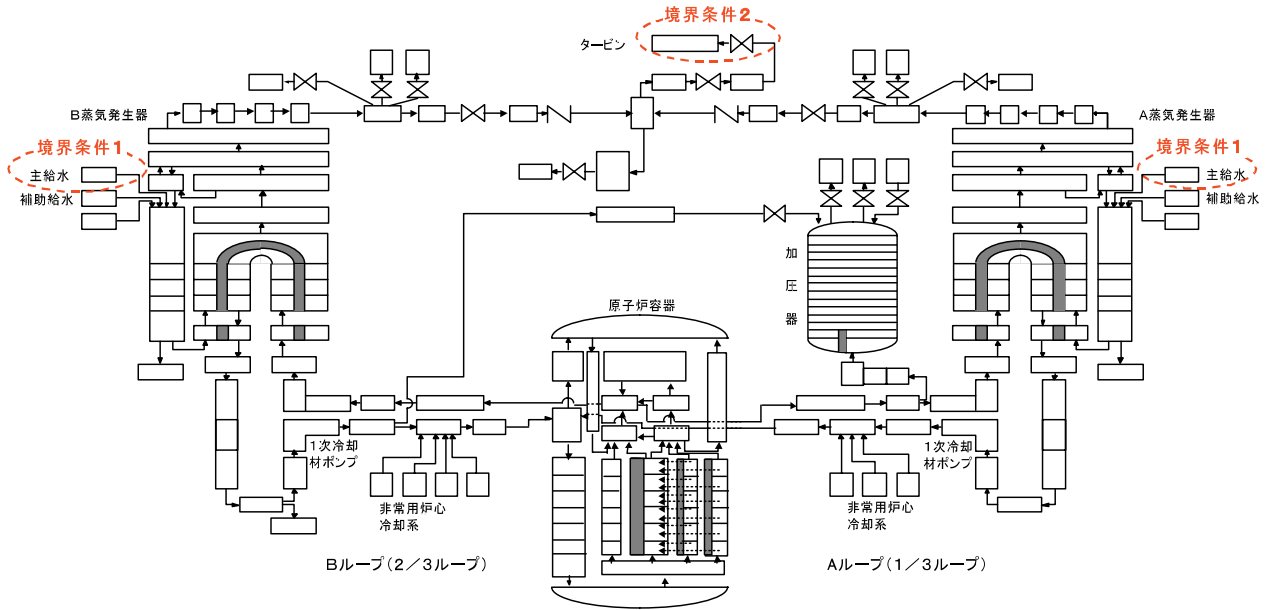 境界条件2
タービン
B蒸気発生器
A蒸気発生器
境界条件1
主給水
補助給水
境界条件1
主給水
補助給水
加
圧
器
原子炉容器
1次冷却
材ポンプ
1次冷却
材ポンプ
非常用炉心
冷却系
非常用炉心
冷却系
Bループ(2/3ループ)
Aループ(1/3ループ)